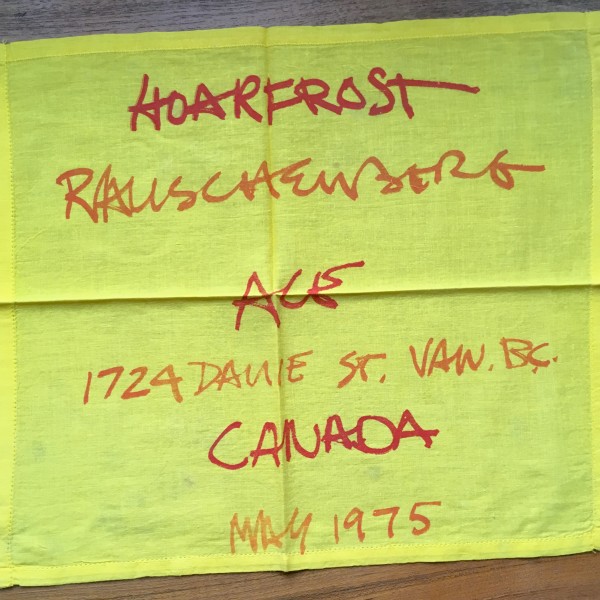 HOARFROST
RAUSCHENBERG
ACE
1724 DAVIE ST. VAN. B.C.
CANADA
MAY 1975